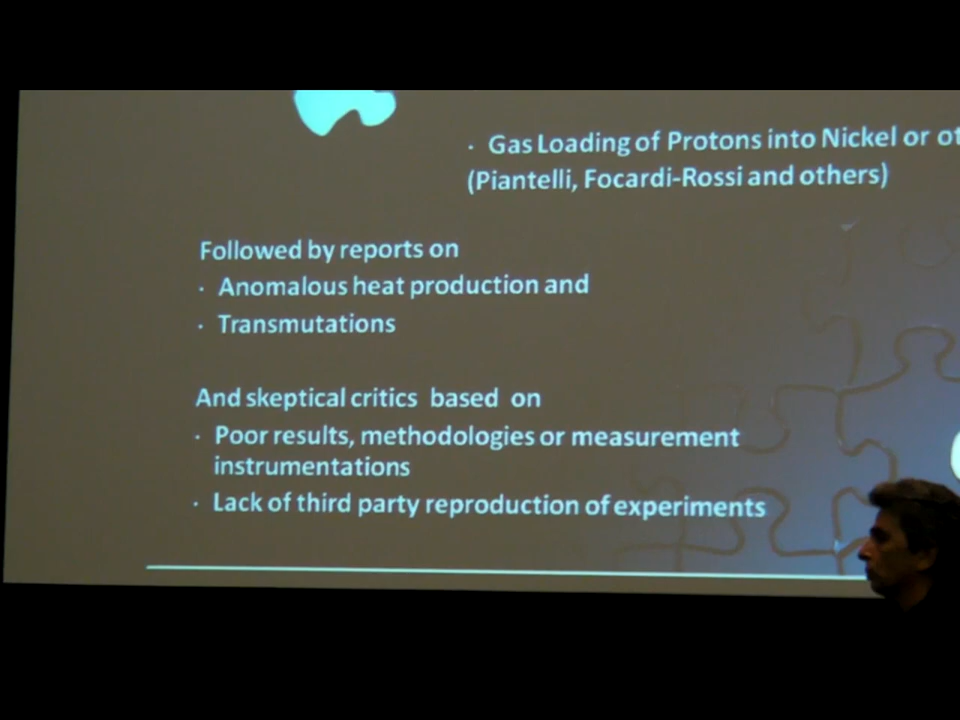 · Gas Loading of Protons into Nickel or ot
(Piantelli, Focardi-Rossi and others)
Followed by reports on
· Anomalous heat production and
· Transmutations
And skeptical critics based on
· Poor results, methodologies or measurement
instrumentations
· Lack of third party reproduction of experiments